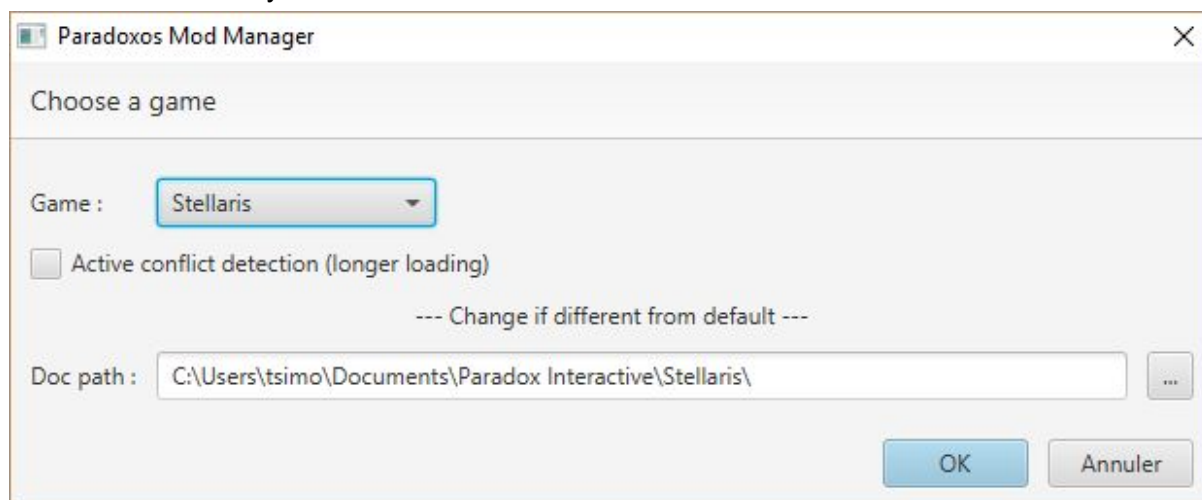 Paradoxos Mod Manager
Choose a game
Game : Stellaris
Active conflict detection (longer loading)
--- Change if different from default ---
Doc path : C:\Users\tsimo\Documents\Paradox Interactive\Stellaris\ ...
OK Annuler